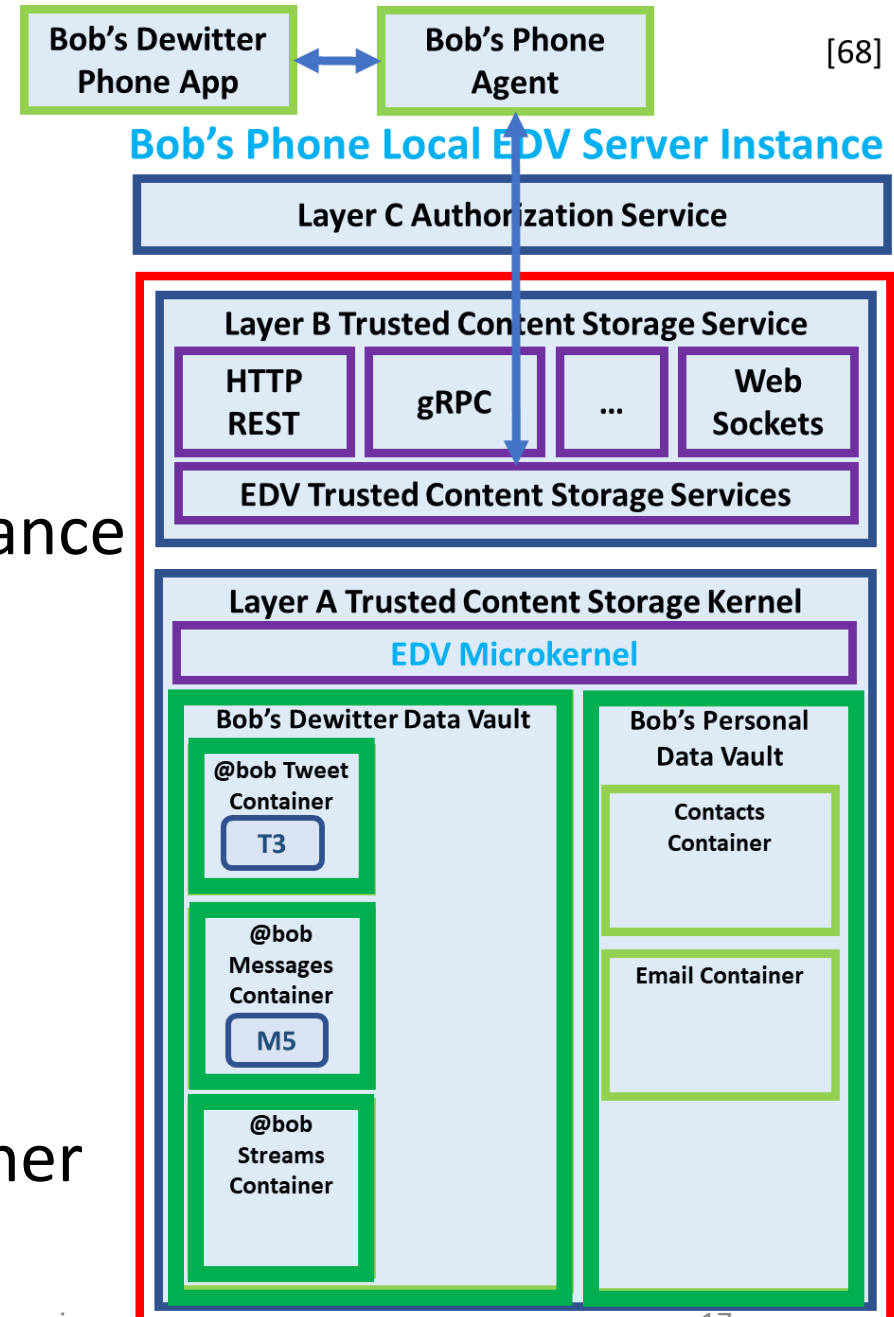 Bob's Dewitter
Phone App
Bob's Phone
Agent
[68]
Bob's Phone Local EDV Server Instance
Layer C Authorization Service
Layer B Trusted Content Storage Service
HTTP
REST
gRPC
...
Web
Sockets
EDV Trusted Content Storage Services
ance
Layer A Trusted Content Storage Kernel
EDV Microkernel
Bob's Dewitter Data Vault
@bob Tweet
Container
T3
@bob
Messages
Container
M5
@bob
Streams
Container
Bob's Personal
Data Vault
Contacts
Container
Email Container
ner